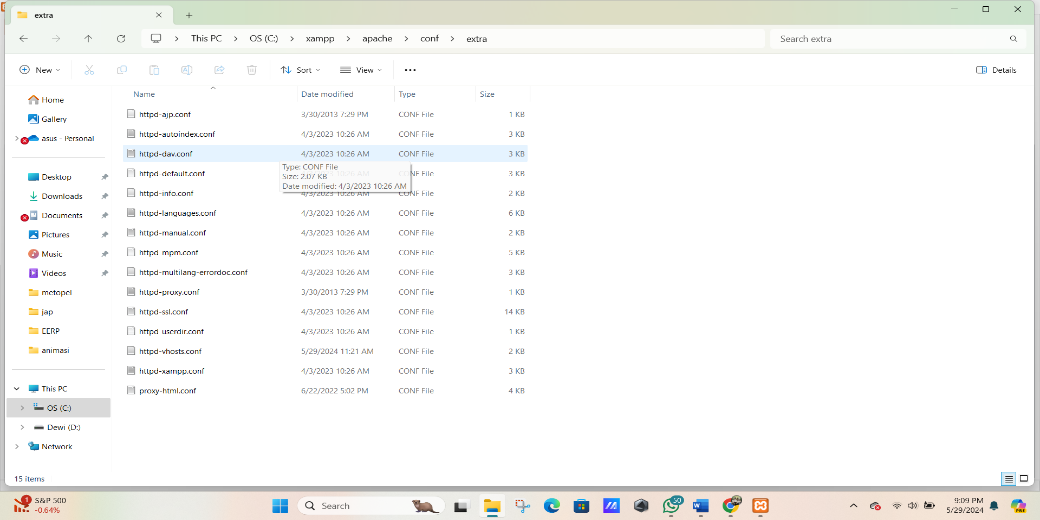 extra
This PC > OS (C:) > xampp > apache > conf > extra
Search extra
New
Sort
View
Details
Name Date modified Type Size
Home
Gallery
asus - Personal
Desktop
Downloads
Documents
Pictures
Music
Videos
metopel
jap
EERP
animasi
This PC
OS (C:)
Dewi (D:)
Network
httpd-ajp.conf 3/30/2013 7:29 PM CONF File 1 KB
httpd-autoindex.conf 4/3/2023 10:26 AM CONF File 3 KB
httpd-dav.conf 4/3/2023 10:26 AM CONF File 3 KB
httpd-default.conf CONF File 3 KB
httpd-info.conf 4/3/2023 10:26 AM CONF File 2 KB
httpd-languages.conf 4/3/2023 10:26 AM CONF File 6 KB
httpd-manual.conf 4/3/2023 10:26 AM CONF File 2 KB
httpd-mpm.conf 4/3/2023 10:26 AM CONF File 5 KB
httpd-multilang-errordoc.conf 4/3/2023 10:26 AM CONF File 3 KB
httpd-proxy.conf 3/30/2013 7:29 PM CONF File 1 KB
httpd-ssl.conf 4/3/2023 10:26 AM CONF File 14 KB
httpd-userdir.conf 4/3/2023 10:26 AM CONF File 1 KB
httpd-vhosts.conf 5/29/2024 11:21 AM CONF File 2 KB
httpd-xampp.conf 4/3/2023 10:26 AM CONF File 3 KB
proxy-html.conf 6/22/2022 5:02 PM CONF File 4 KB
Type: CONF File
Size: 2.07 KB
Date modified: 4/3/2023 10:26 AM
15 items
1
S&P 500
-0.64%
Search
50
9:09 PM
5/29/2024
PRE